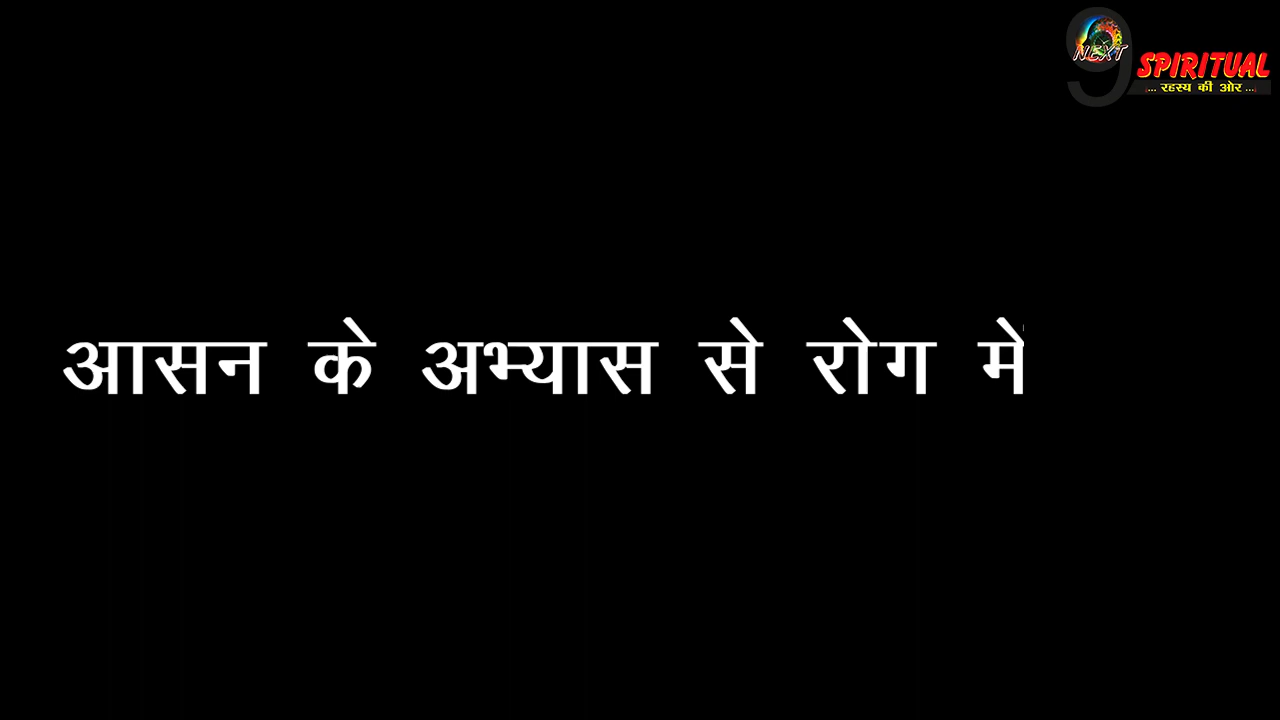 NEXT
9
SPIRITUAL
... रहस्य की ओर ...
आसन के अभ्यास से रोग में